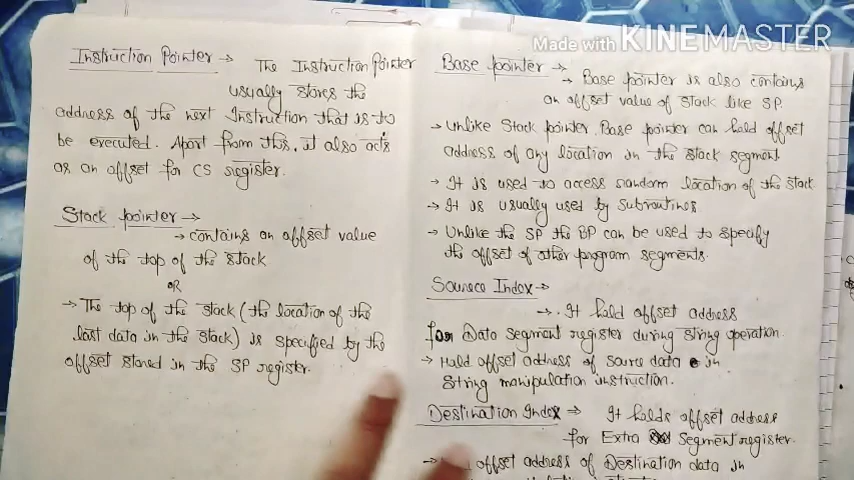 Made with KINEMASTER
Instruction Pointer → The Instruction Pointer
usually stores the
address of the next Instruction that is to
be executed. Apart from this, it also acts
as an offset for CS register.
Stack pointer →
→ contains an offset value
of the top of the stack
OR
→ The top of the stack (the location of the
last data in the stack) is specified by the
offset stored in the SP register.
Base pointer →
→ Base pointer is also contains
an offset value of stack like SP.
→ Unlike Stack pointer, Base pointer can hold offset
address of any location in the stack segment
→ It is used to access random location of the stack
→ It is usually used by subroutines.
→ Unlike the SP the BP can be used to specify
the offset of other program segments.
Source Index →
→ It hold offset address
for Data segment register during string operation.
→ Hold offset address of source data in
String manipulation instruction.
Destination Index → It holds offset address
for Extra Segment register.
offset address of Destination data in